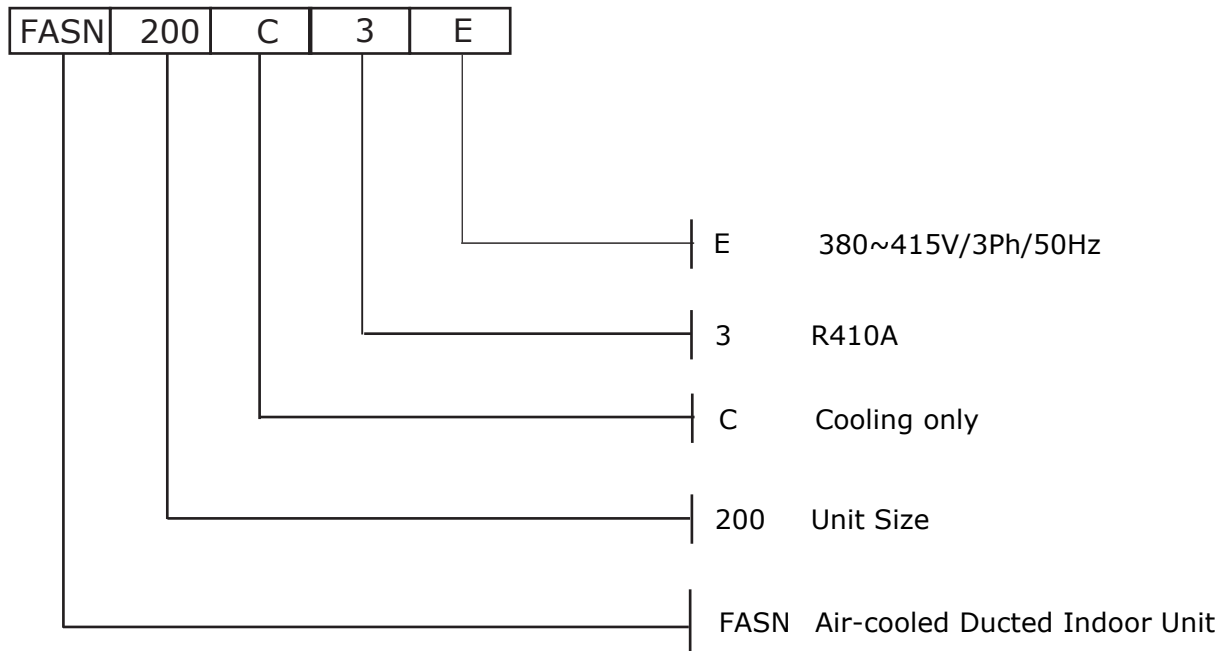 FASN 200 C 3 E
E 380~415V/3Ph/50Hz
3 R410A
C Cooling only
200 Unit Size
FASN Air-cooled Ducted Indoor Unit